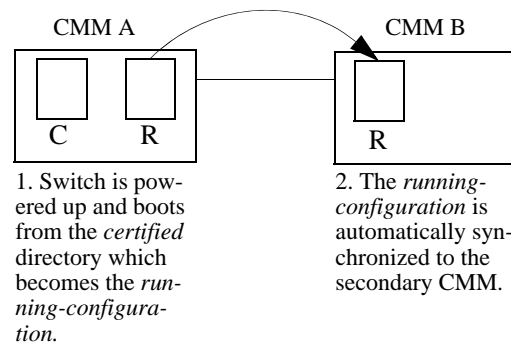 CMM A
CMM B
C
R
R
1. Switch is pow-
ered up and boots
from the certified
directory which
becomes the run-
ning-configura-
tion.
2. The running-
configuration is
automatically syn-
chronized to the
secondary CMM.